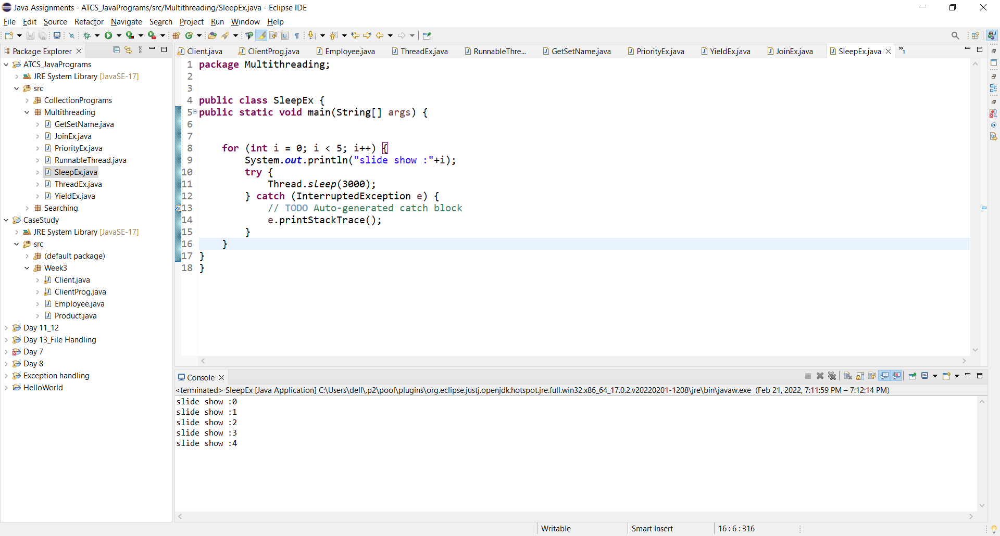 Java Assignments - ATCS_JavaPrograms/src/Multithreading/SleepEx.java - Eclipse IDE
File Edit Source Refactor Navigate Search Project Run Window Help
Package Explorer
ATCS_JavaPrograms
JRE System Library [JavaSE-17]
src
CollectionPrograms
Multithreading
GetSetName.java
JoinEx.java
PriorityEx.java
RunnableThread.java
SleepEx.java
ThreadEx.java
YieldEx.java
Searching
CaseStudy
JRE System Library [JavaSE-17]
src
(default package)
Week3
Client.java
ClientProg.java
Employee.java
Product.java
Day 11_12
Day 13_File Handling
Day 7
Day 8
Exception handling
HelloWorld
Client.java ClientProg.java Employee.java ThreadEx.java RunnableThre... GetSetName.java PriorityEx.java YieldEx.java JoinEx.java SleepEx.java »1
1 package Multithreading;
2
3
4 public class SleepEx {
5 public static void main(String[] args) {
6
7
8 for (int i = 0; i < 5; i++) {
9 System.out.println("slide show :"+i);
10 try {
11 Thread.sleep(3000);
12 } catch (InterruptedException e) {
13 // TODO Auto-generated catch block
14 e.printStackTrace();
15 }
16 }
17 }
18 }
Console
<terminated> SleepEx [Java Application] C:\Users\dell\.p2\pool\plugins\org.eclipse.justj.openjdk.hotspot.jre.full.win32.x86_64_17.0.2.v20220201-1208\jre\bin\javaw.exe (Feb 21, 2022, 7:11:59 PM – 7:12:14 PM)
slide show :0
slide show :1
slide show :2
slide show :3
slide show :4
Writable Smart Insert 16 : 6 : 316